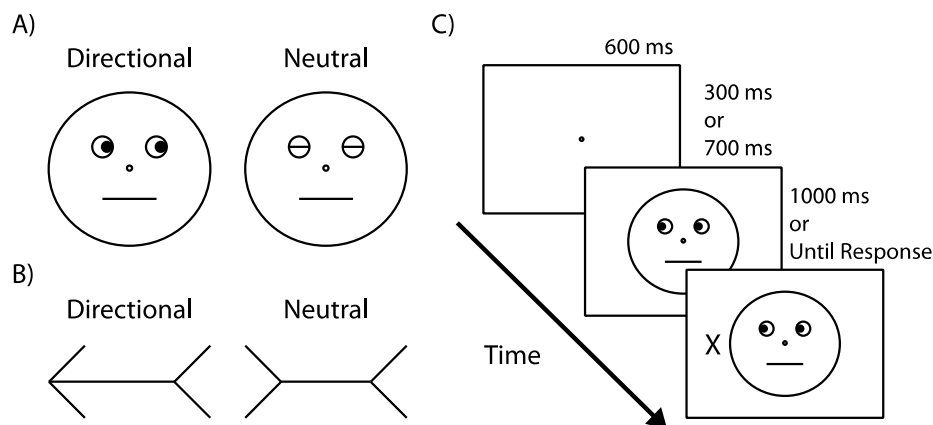 A)
Directional
Neutral
B)
Directional
Neutral
C)
600 ms
300 ms
or
700 ms
1000 ms
or
Until Response
X
Time